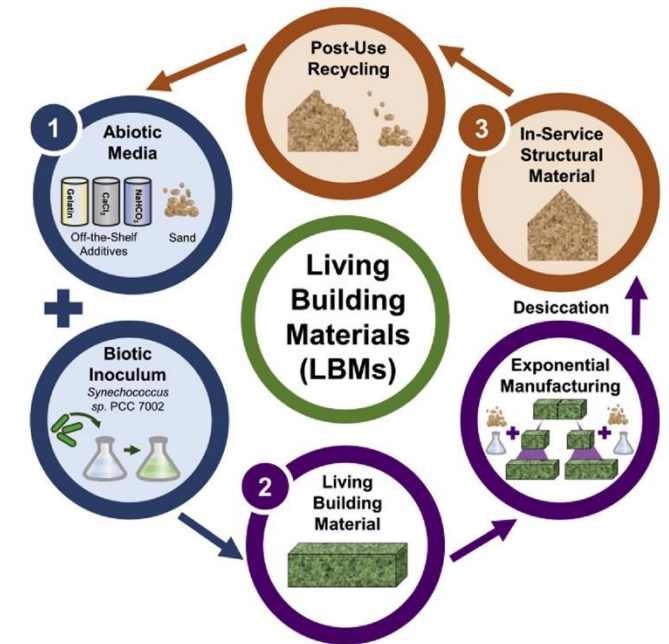 Post-Use
Recycling
1
Abiotic
Media
Gelatin
CaCl₂
NaHCO₃
Off-the-Shelf
Additives
Sand
3
In-Service
Structural
Material
Living
Building
Materials
(LBMs)
+
Biotic
Inoculum
Synechococcus
sp. PCC 7002
Desiccation
Exponential
Manufacturing
+
+
2
Living
Building
Material